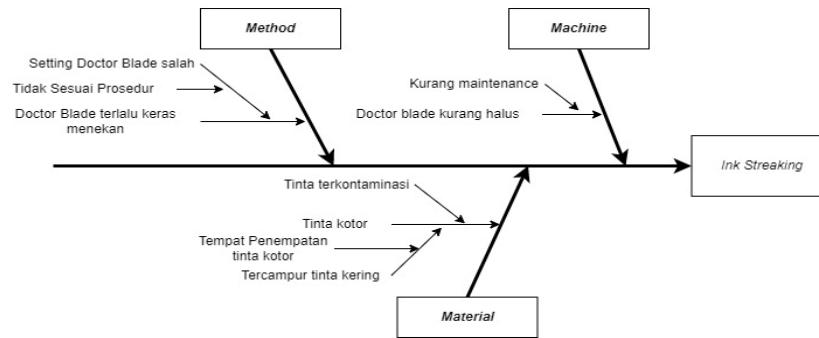 Method
Machine
Setting Doctor Blade salah
Tidak Sesuai Prosedur
Doctor Blade terlalu keras
menekan
Kurang maintenance
Doctor blade kurang halus
Ink Streaking
Tinta terkontaminasi
Tinta kotor
Tempat Penempatan
tinta kotor
Tercampur tinta kering
Material